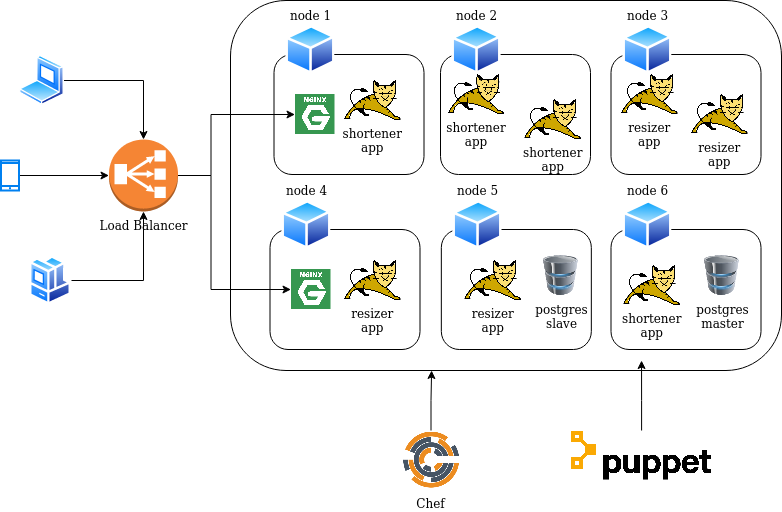 node 1
node 2
node 3
NGINX
G
shortener
app
shortener
app
shortener
app
resizer
app
resizer
app
Load Balancer
node 4
node 5
node 6
NGINX
G
resizer
app
resizer
app
postgres
slave
shortener
app
postgres
master
Chef
puppet